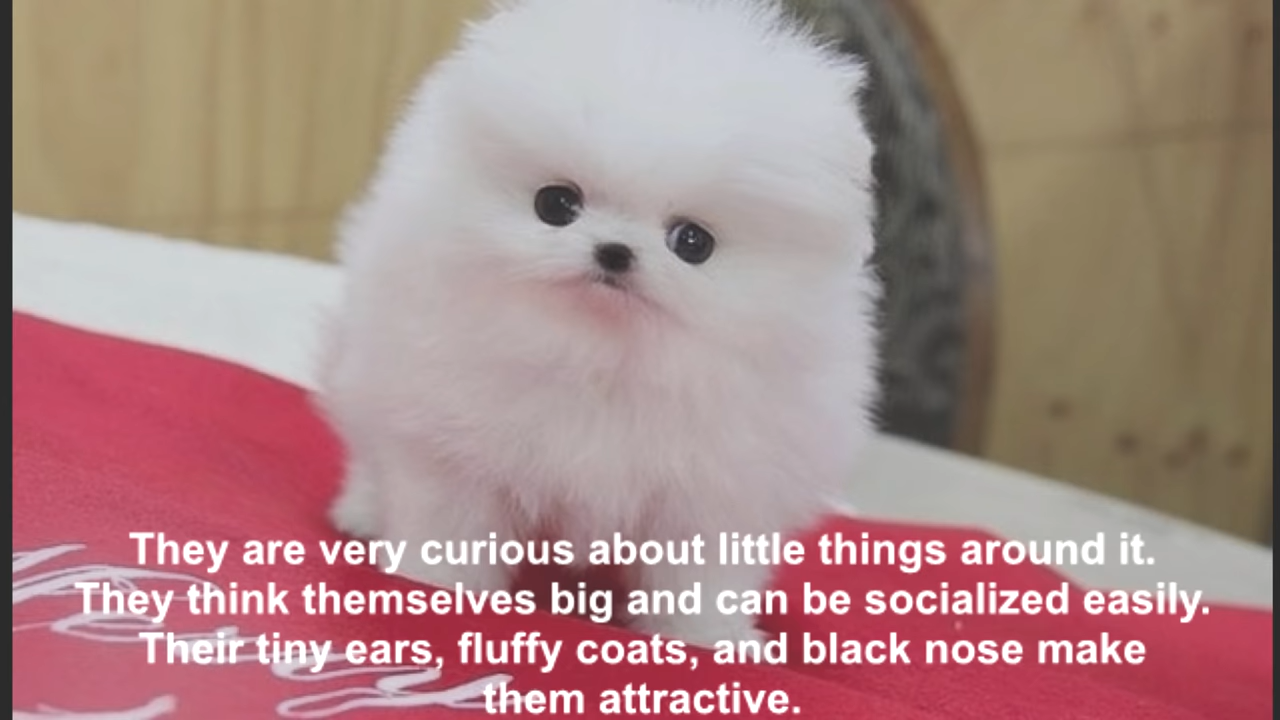 They are very curious about little things around it.
They think themselves big and can be socialized easily.
Their tiny ears, fluffy coats, and black nose make
them attractive.